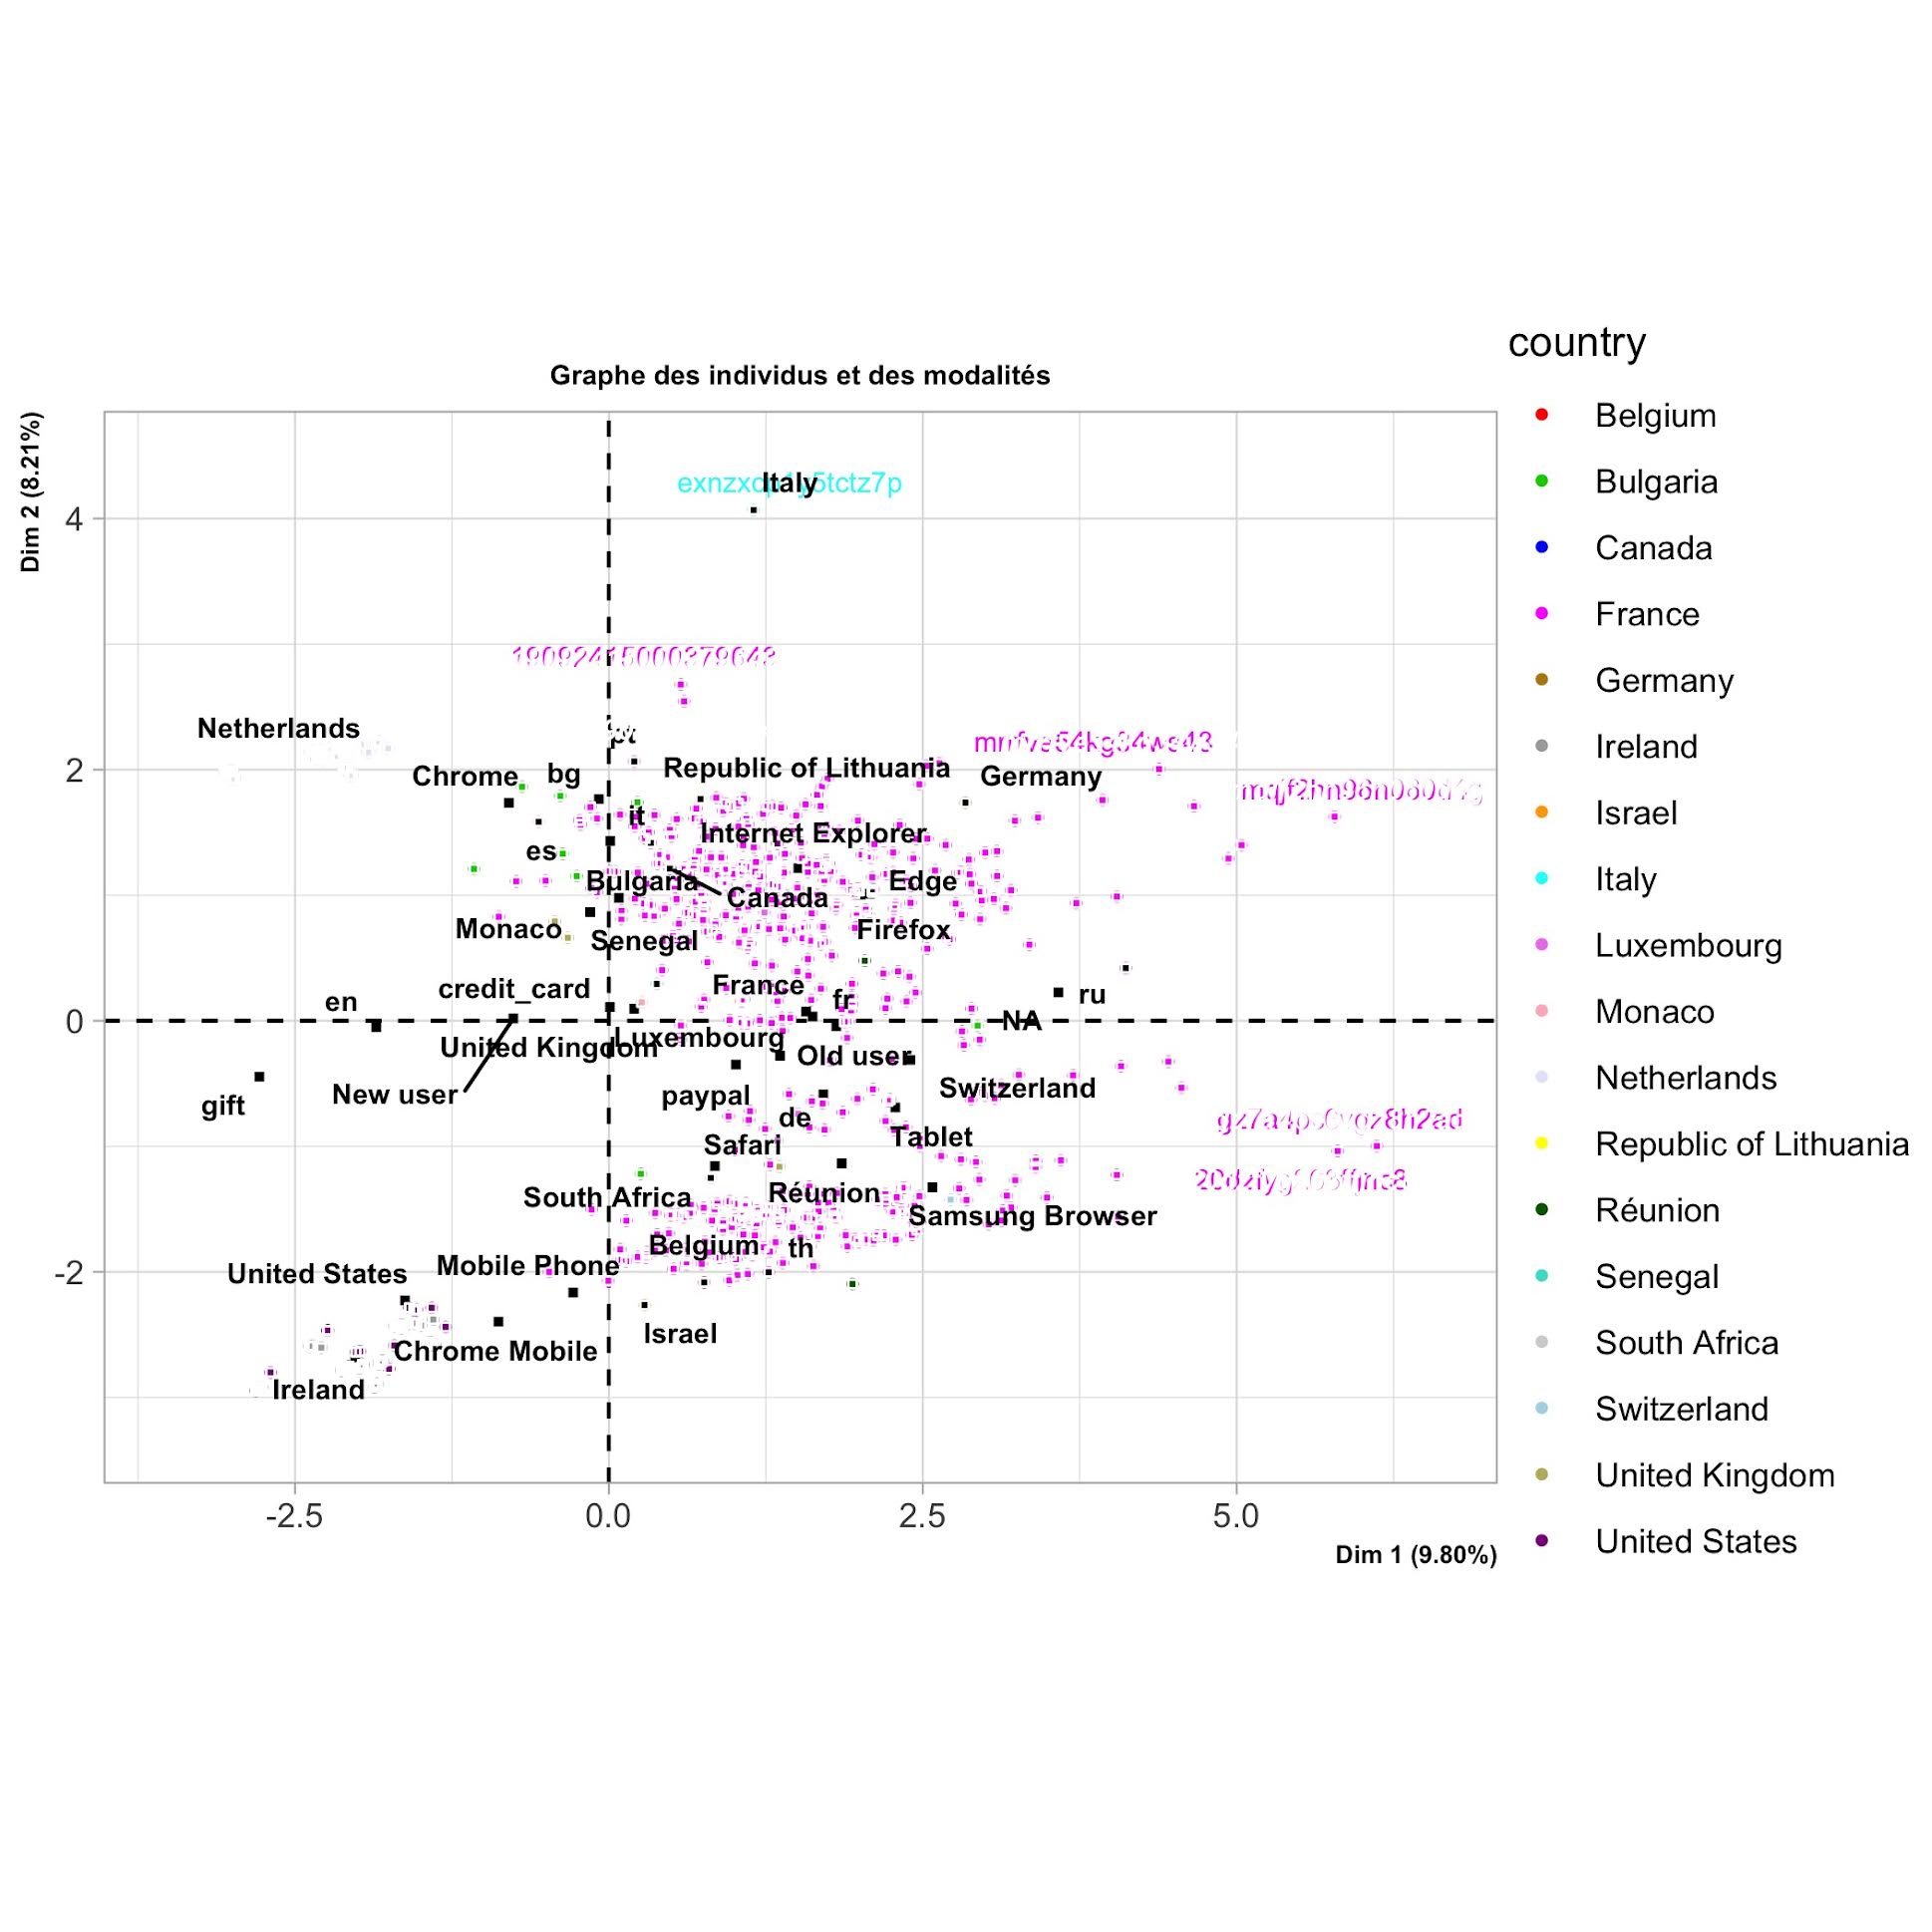 Graphe des individus et des modalités
Dim 2 (8.21%)
4
2
0
-2
Italy
Netherlands
Chrome
bg
Republic of Lithuania
Germany
it
Internet Explorer
es
Bulgaria
Canada
Edge
Monaco
Senegal
Firefox
credit_card
France
fr
ru
en
NA
United Kingdom
Luxembourg
Old user
New user
paypal
Switzerland
gift
de
Tablet
Safari
South Africa
Réunion
Samsung Browser
Belgium
th
Mobile Phone
United States
Israel
Chrome Mobile
Ireland
-2.5
0.0
2.5
5.0
Dim 1 (9.80%)
country
Belgium
Bulgaria
Canada
France
Germany
Ireland
Israel
Italy
Luxembourg
Monaco
Netherlands
Republic of Lithuania
Réunion
Senegal
South Africa
Switzerland
United Kingdom
United States